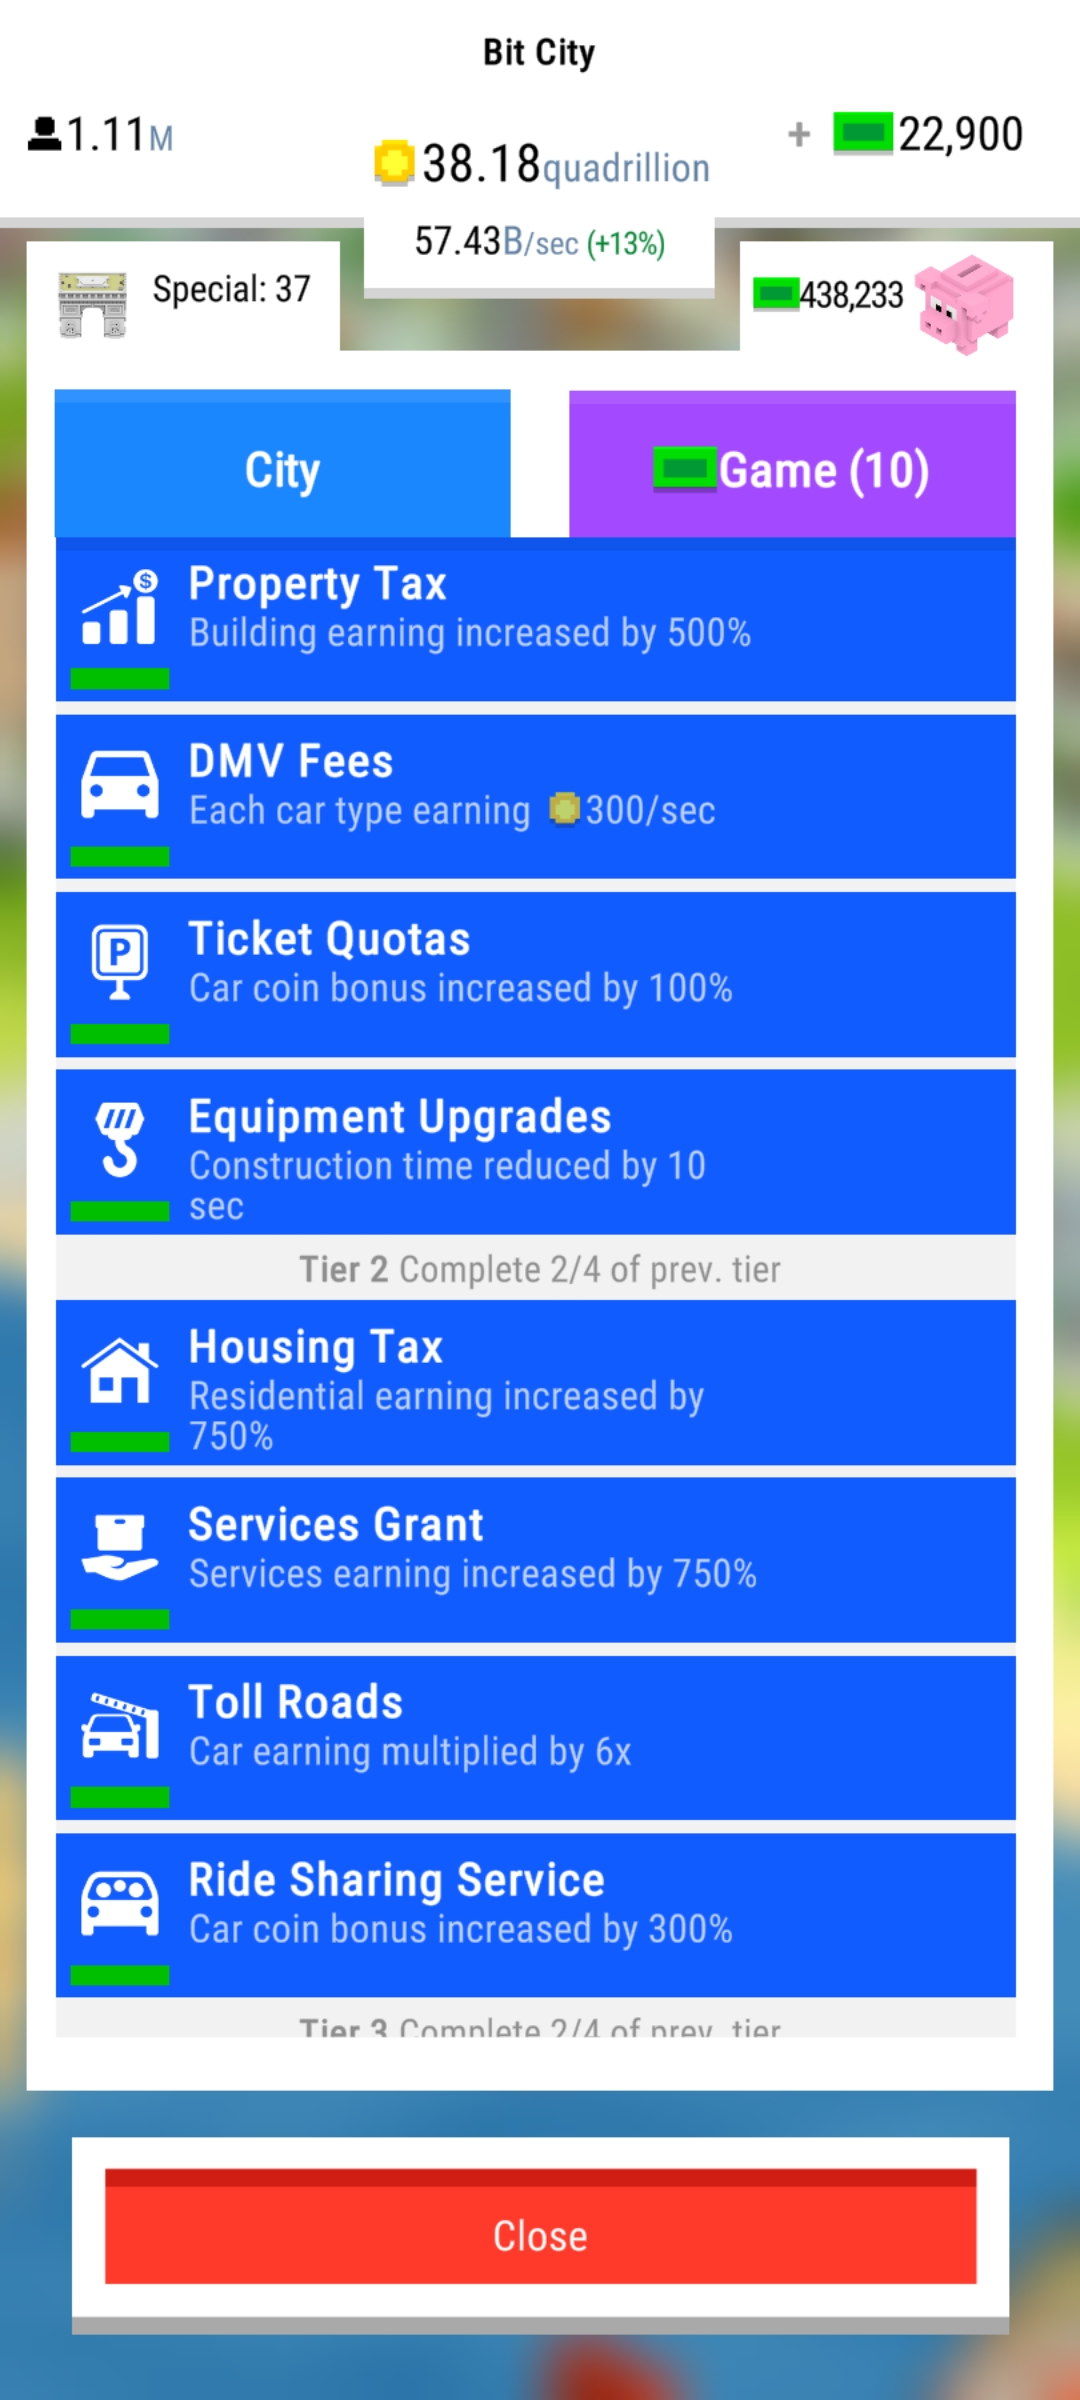 Bit City
1.11M
38.18quadrillion
+ 22,900
57.43B/sec (+13%)
Special: 37
438,233
City
Game (10)
Property Tax
Building earning increased by 500%
DMV Fees
Each car type earning 300/sec
P
Ticket Quotas
Car coin bonus increased by 100%
Equipment Upgrades
Construction time reduced by 10
sec
Tier 2 Complete 2/4 of prev. tier
Housing Tax
Residential earning increased by
750%
Services Grant
Services earning increased by 750%
Toll Roads
Car earning multiplied by 6x
Ride Sharing Service
Car coin bonus increased by 300%
Tier 3 Complete 2/4 of prev. tier
Close